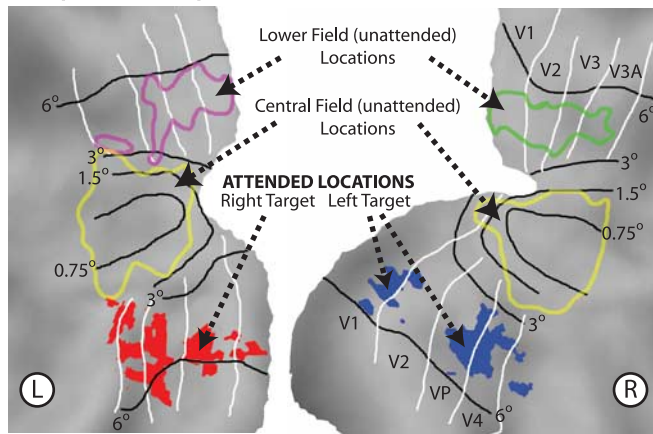 Lower Field (unattended)
Locations
Central Field (unattended)
Locations
ATTENDED LOCATIONS
Right Target Left Target
6°
3°
1.5°
0.75°
3°
6°
L
V1
V2
V3
V3A
6°
3°
1.5°
0.75°
3°
V1
V2
VP
V4
6°
R